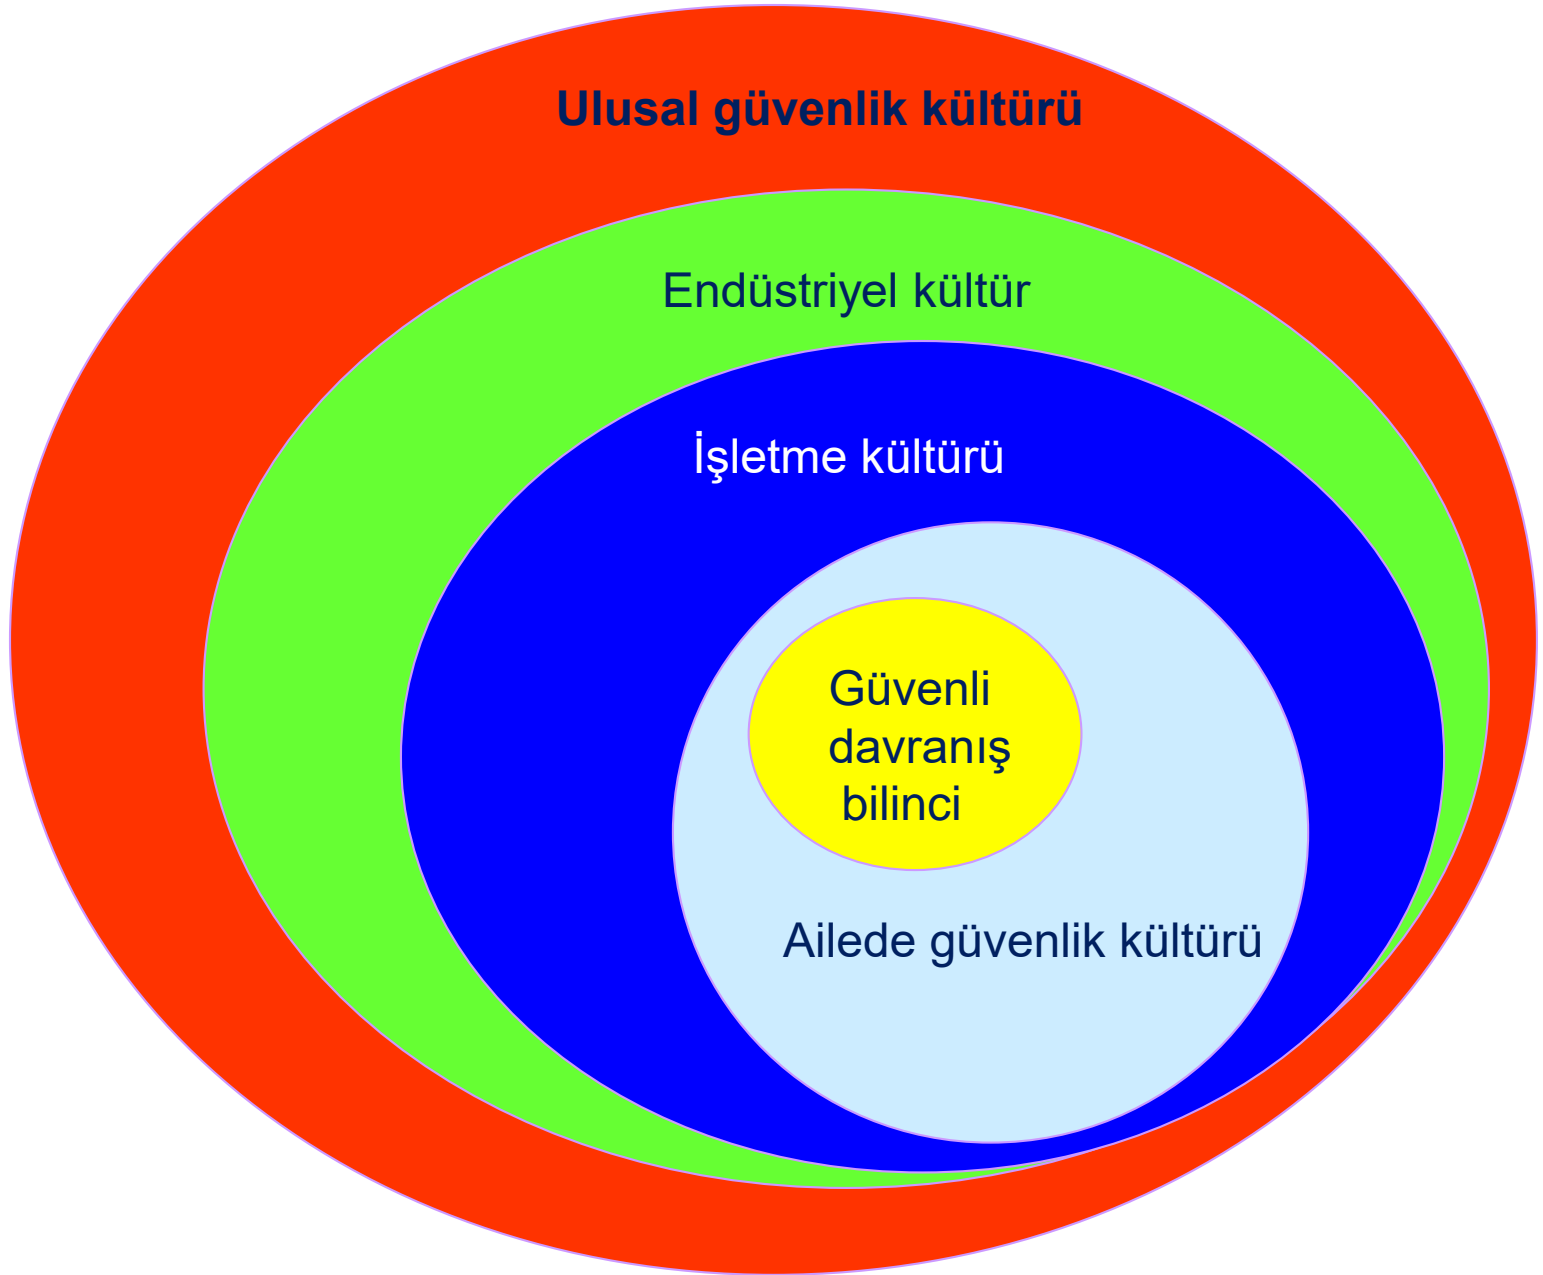 Ulusal güvenlik kültürü
Endüstriyel kültür
İşletme kültürü
Güvenli
davranış
bilinci
Ailede güvenlik kültürü